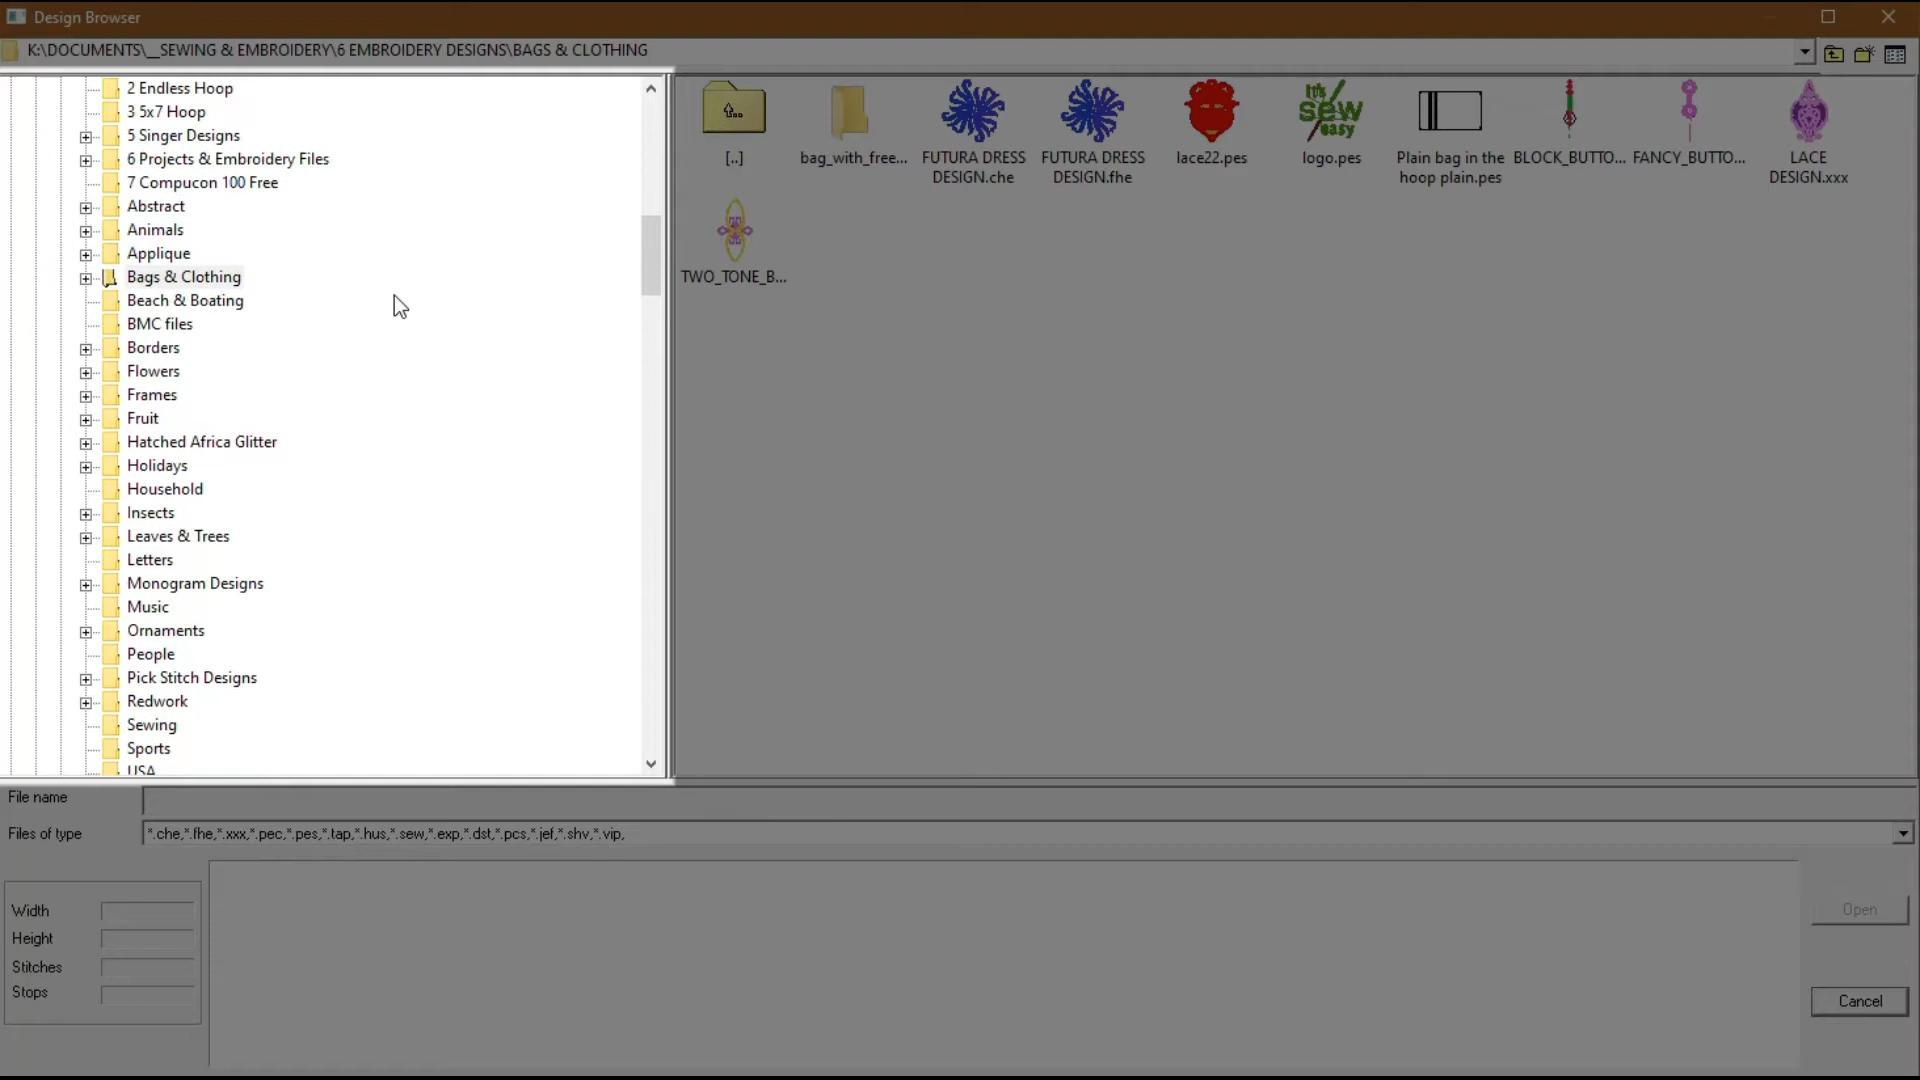 Design Browser
K:\DOCUMENTS\__SEWING & EMBROIDERY\6 EMBROIDERY DESIGNS\BAGS & CLOTHING
2 Endless Hoop
3 5x7 Hoop
5 Singer Designs
6 Projects & Embroidery Files
7 Compucon 100 Free
Abstract
Animals
Applique
Bags & Clothing
Beach & Boating
BMC files
Borders
Flowers
Frames
Fruit
Hatched Africa Glitter
Holidays
Household
Insects
Leaves & Trees
Letters
Monogram Designs
Music
Ornaments
People
Pick Stitch Designs
Redwork
Sewing
Sports
USA
It's
sew
easy
[..]
bag_with_free...
FUTURA DRESS
DESIGN.che
FUTURA DRESS
DESIGN.fhe
lace22.pes
logo.pes
Plain bag in the
hoop plain.pes
BLOCK_BUTTO...
FANCY_BUTTO...
LACE
DESIGN.xxx
TWO_TONE_B...
File name
Files of type
*.che,*.fhe,*.xxx,*.pec,*.pes,*.tap,*.hus,*.sew,*.exp,*.dst,*.pcs,*.jef,*.shv,*.vip,
Width
Height
Stitches
Stops
Open
Cancel